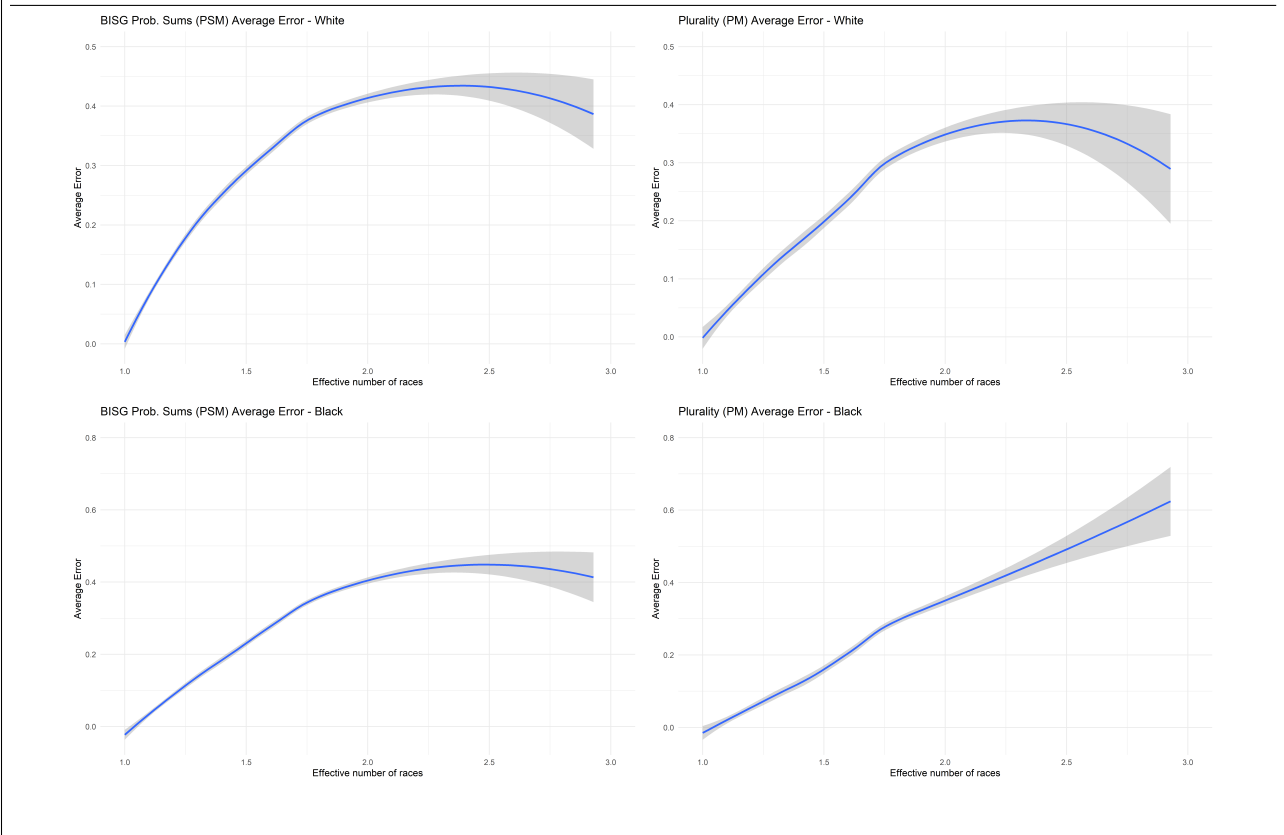 BISG Prob. Sums (PSM) Average Error - White
0.5
0.4
0.3
0.2
0.1
0.0
Average Error
1.0 1.5 2.0 2.5 3.0
Effective number of races
Plurality (PM) Average Error - White
0.5
0.4
0.3
0.2
0.1
0.0
Average Error
1.0 1.5 2.0 2.5 3.0
Effective number of races
BISG Prob. Sums (PSM) Average Error - Black
0.8
0.6
0.4
0.2
0.0
Average Error
1.0 1.5 2.0 2.5 3.0
Effective number of races
Plurality (PM) Average Error - Black
0.8
0.6
0.4
0.2
0.0
Average Error
1.0 1.5 2.0 2.5 3.0
Effective number of races